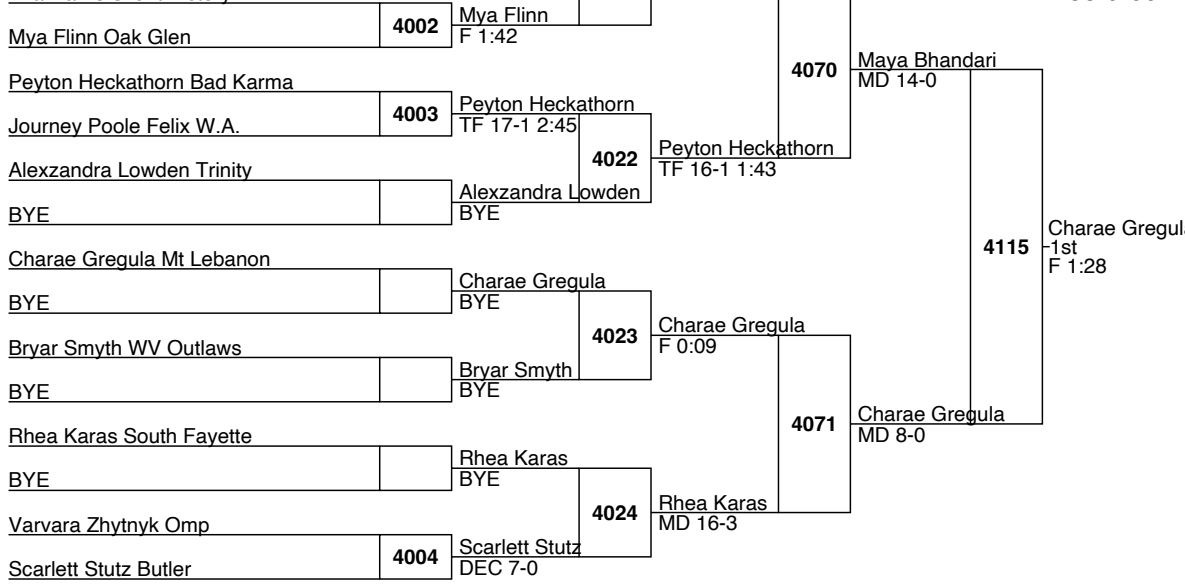 Mya Flinn Oak Glen
4002
Mya Flinn
F 1:42
Peyton Heckathorn Bad Karma
Journey Poole Felix W.A.
4003
Peyton Heckathorn
TF 17-1 2:45
Alexzandra Lowden Trinity
BYE
Alexzandra Lowden
BYE
4022
Peyton Heckathorn
TF 16-1 1:43
4070
Maya Bhandari
MD 14-0
Charae Gregula Mt Lebanon
BYE
Charae Gregula
BYE
Bryar Smyth WV Outlaws
BYE
Bryar Smyth
BYE
4023
Charae Gregula
F 0:09
Rhea Karas South Fayette
BYE
Rhea Karas
BYE
Varvara Zhytnyk Omp
Scarlett Stutz Butler
4004
Scarlett Stutz
DEC 7-0
4024
Rhea Karas
MD 16-3
4071
Charae Gregula
MD 8-0
4115
Charae Gregul
1st
F 1:28